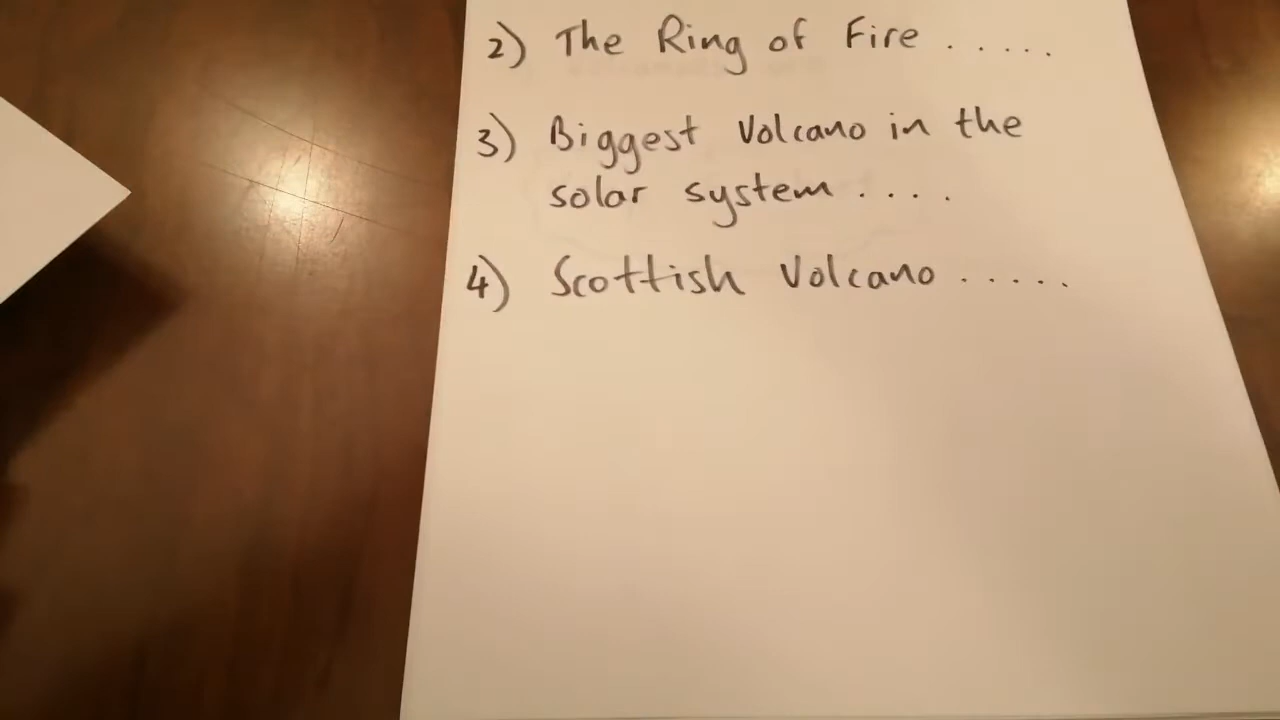 2) The Ring of Fire .....
3) Biggest Volcano in the
solar system ....
4) Scottish Volcano .....